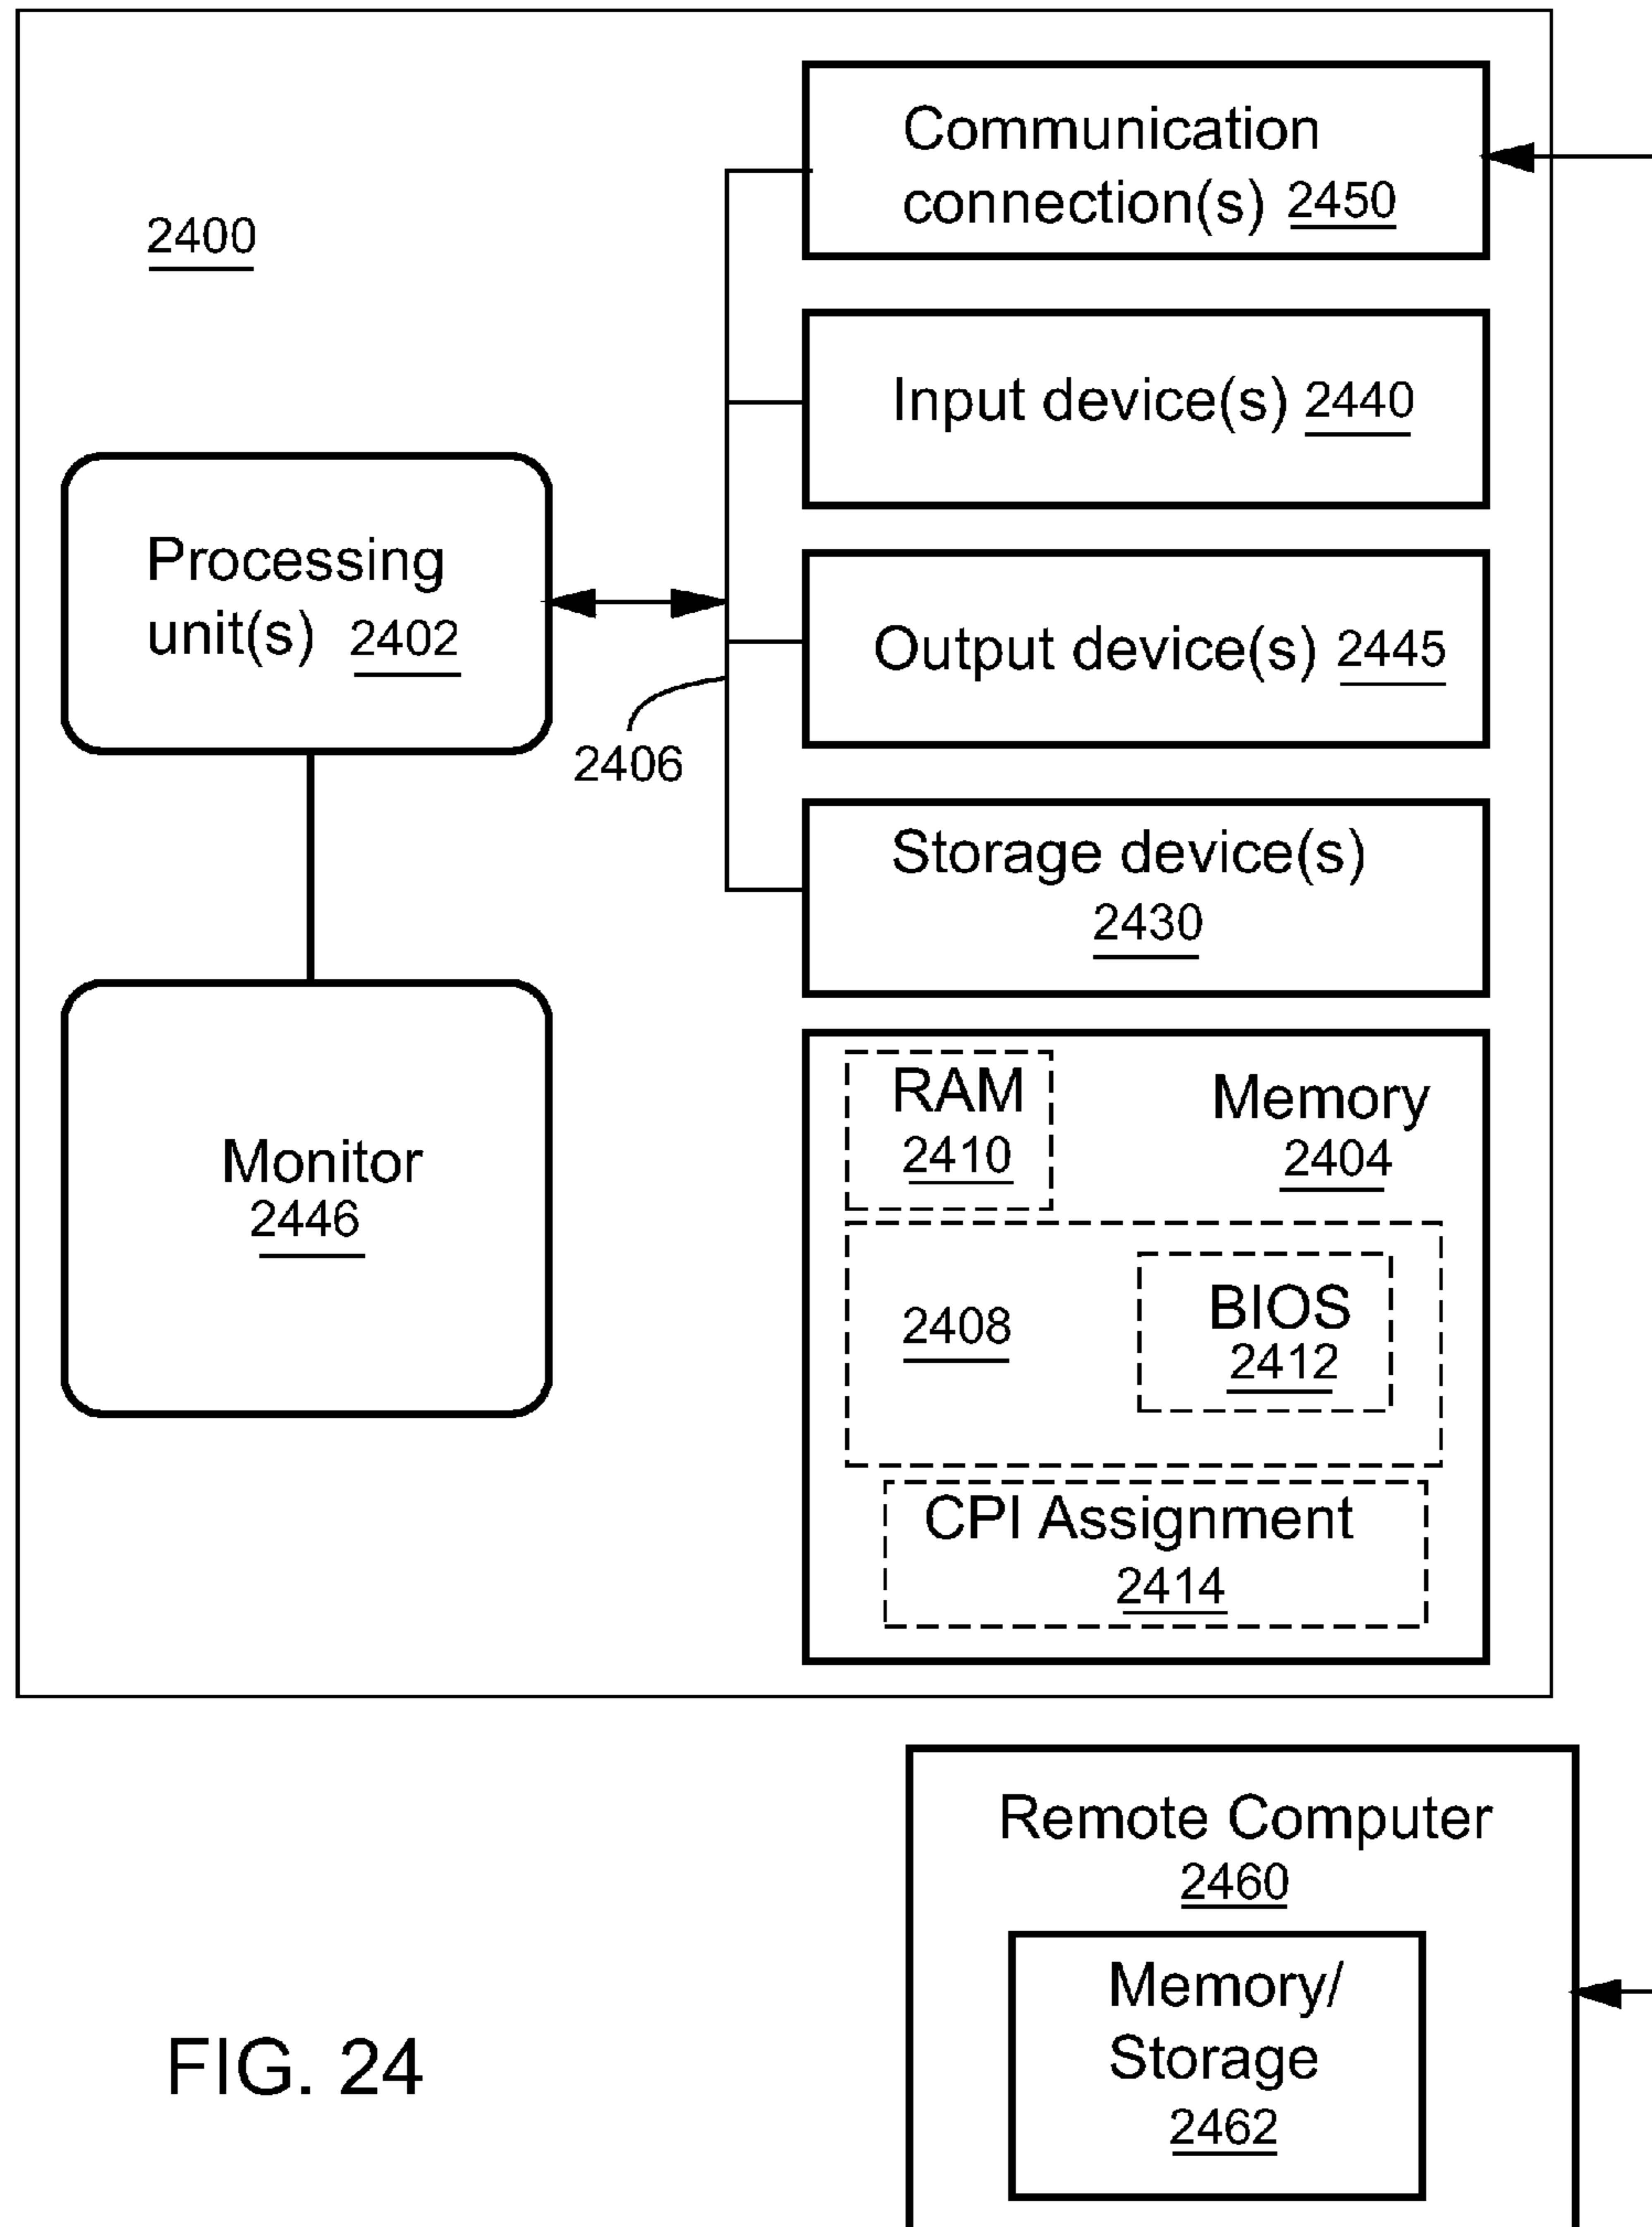 2400
Communication
connection(s) 2450
Input device(s) 2440
Processing
unit(s) 2402
Output device(s) 2445
2406
Storage device(s)
2430
Monitor
2446
RAM
2410
Memory
2404
2408
BIOS
2412
CPI Assignment
2414
Remote Computer
2460
Memory/
Storage
2462
FIG. 24